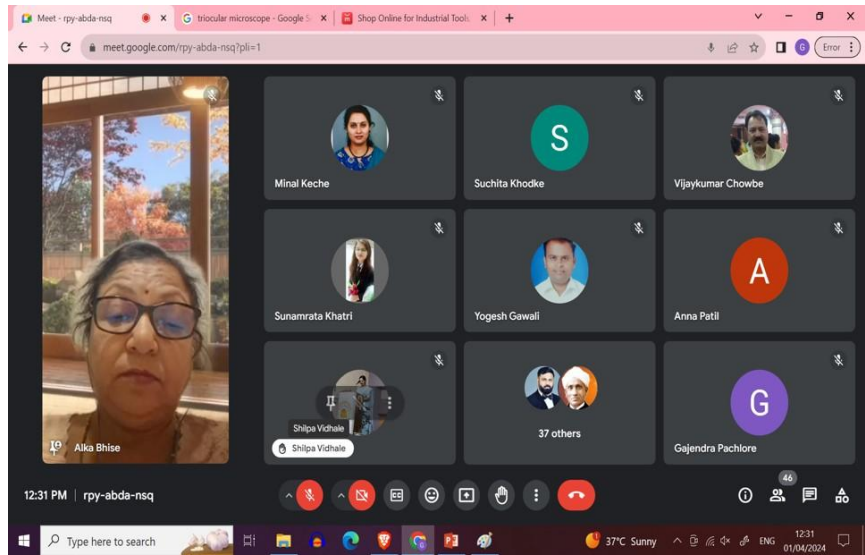 Meet - rpy-abda-nsq
triocular microscope - Google S
Shop Online for Industrial Tools
meet.google.com/rpy-abda-nsq?pli=1
G
Error
Minal Keche
S
Suchita Khodke
Vijaykumar Chowbe
Sunamrata Khatri
Yogesh Gawali
A
Anna Patil
Alka Bhise
Shilpa Vidhale
Shilpa Vidhale
37 others
G
Gajendra Pachlore
12:31 PM | rpy-abda-nsq
CC
46
Type here to search
37°C Sunny
ENG
12:31
01/04/2024